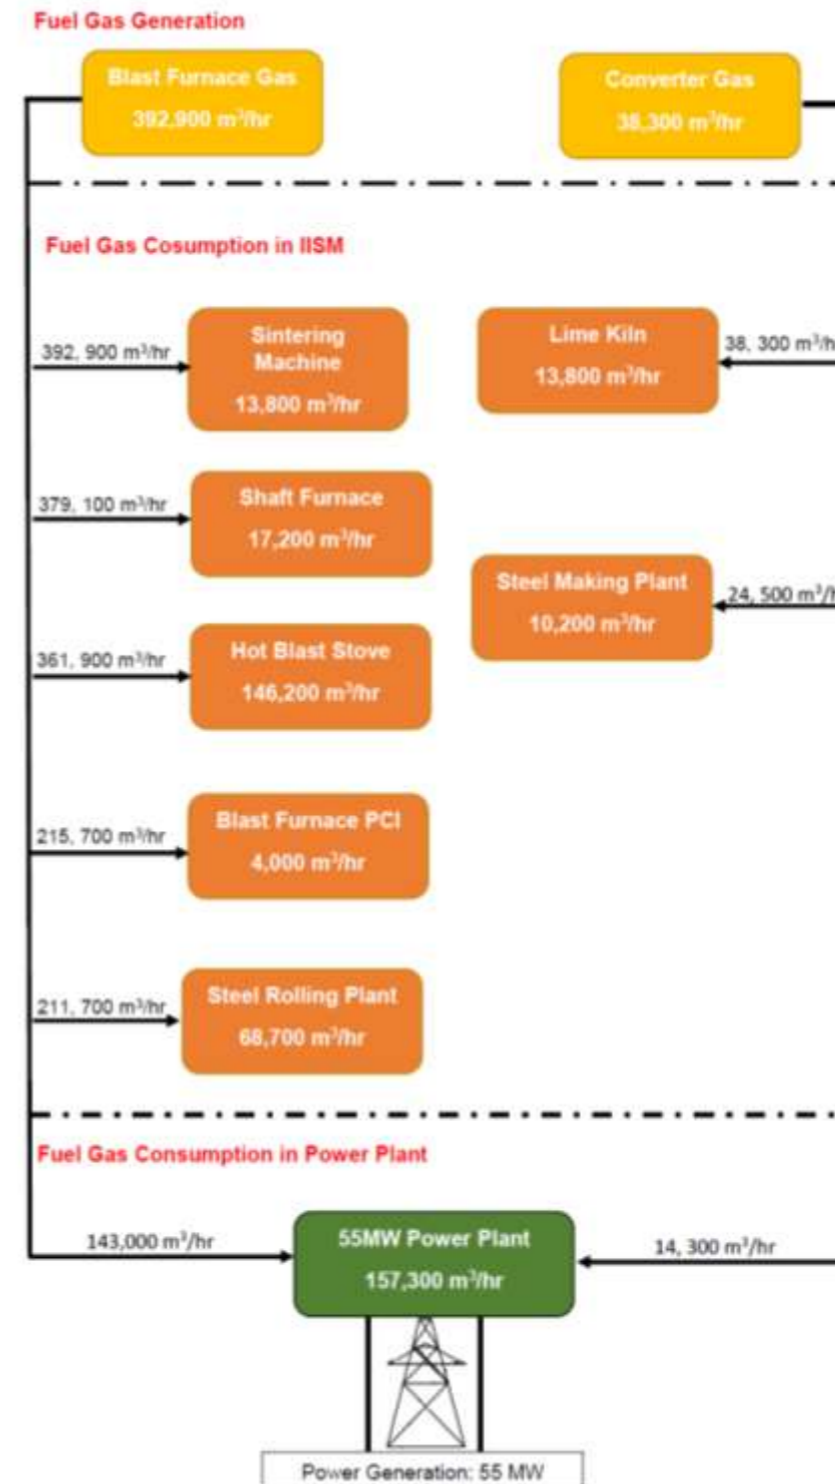 Fuel Gas Generation
Blast Furnace Gas
392,900 m³/hr
Converter Gas
38,300 m³/hr
Fuel Gas Cosumption in IISM
392, 900 m³/hr
Sintering
Machine
13,800 m³/hr
Lime Kiln
13,800 m³/hr
38, 300 m³/h
379, 100 m³/hr
Shaft Furnace
17,200 m³/hr
Steel Making Plant
10,200 m³/hr
24, 500 m³/h
361, 900 m³/hr
Hot Blast Stove
146,200 m³/hr
215, 700 m³/hr
Blast Furnace PCI
4,000 m³/hr
211, 700 m³/hr
Steel Rolling Plant
68,700 m³/hr
Fuel Gas Consumption in Power Plant
143,000 m³/hr
55MW Power Plant
157,300 m³/hr
14, 300 m³/hr
Power Generation: 55 MW